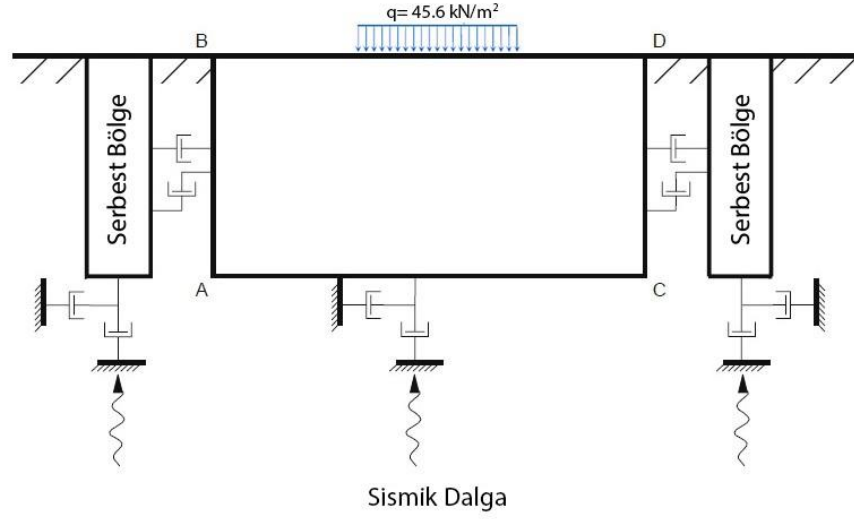 q= 45.6 kN/m²
B
D
Serbest Bölge
Serbest Bölge
A
C
Sismik Dalga